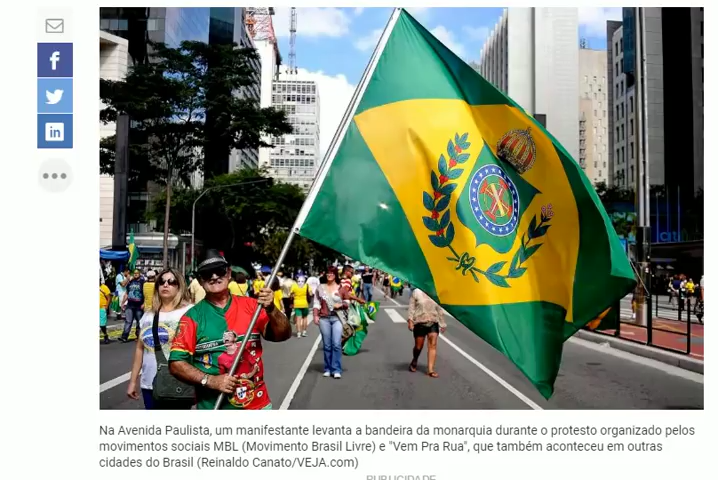 Na Avenida Paulista, um manifestante levanta a bandeira da monarquia durante o protesto organizado pelos
movimentos sociais MBL (Movimento Brasil Livre) e "Vem Pra Rua", que também aconteceu em outras
cidades do Brasil (Reinaldo Canato/VEJA.com)
PUBLICIDADE